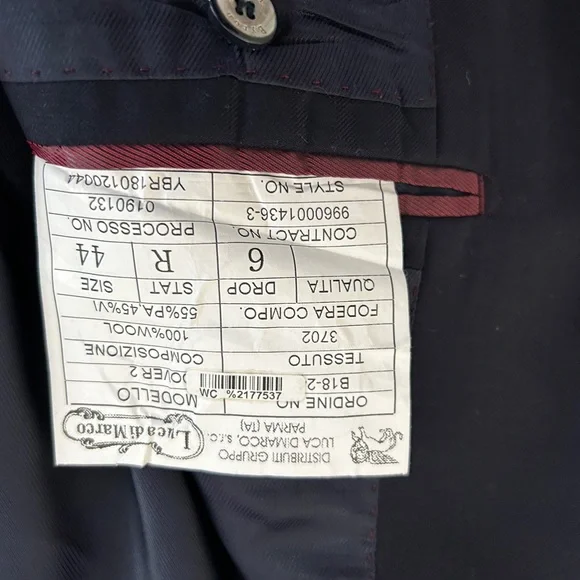 DISTRIBUITI GRUPPO
LUCA DIMARCO, s.r.c.
PARMA (TA)
Luca di Marco
ORDINE N MODELLO
B18-2 OVER 2
WC %2177537
TESSUTO COMPOSIZIONE
3702 100%WOOL
FODERA COMPO. 55%PA.45%VI
QUALITA DROP STAT SIZE
6 R 44
CONTRACT NO. PROCESSO NO.
9960001436-3 0190132
STYLE NO. YBR180120044